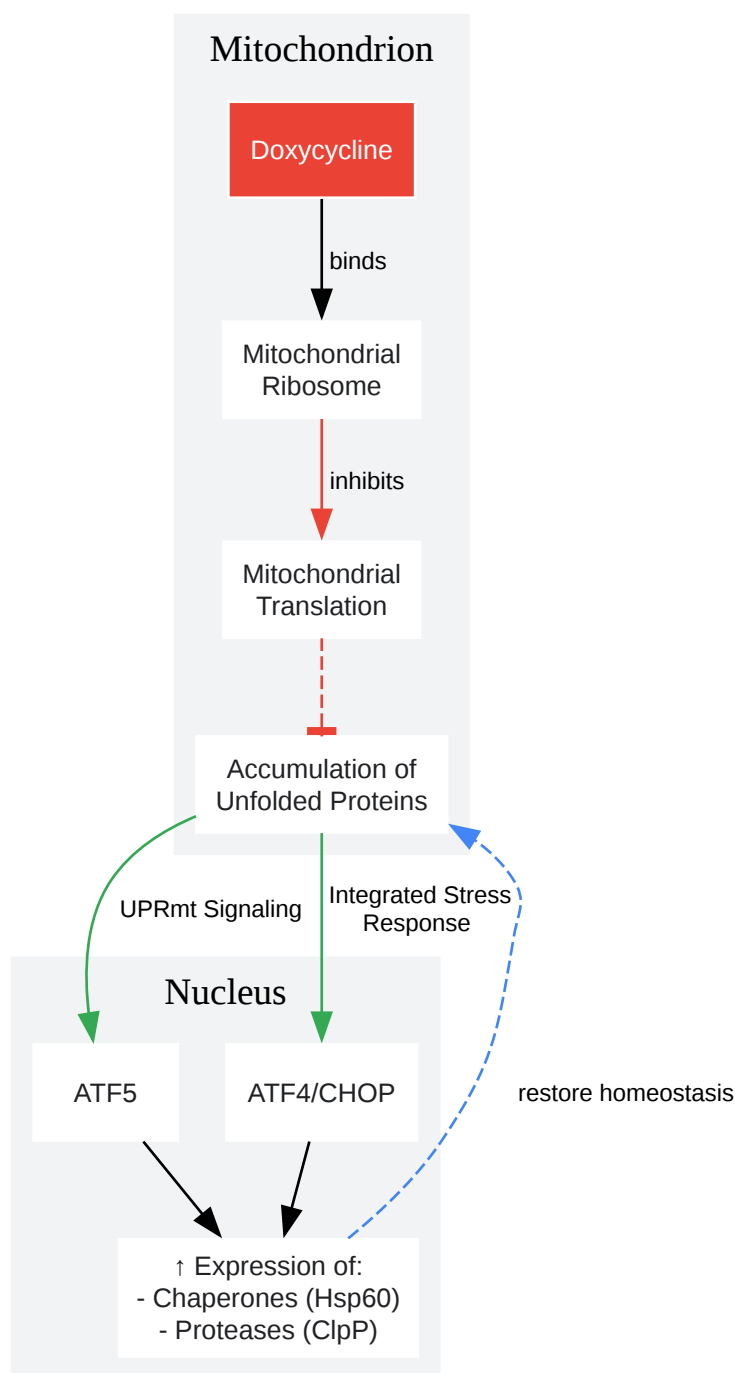 Mitochondrion
Doxycycline
binds
Mitochondrial
Ribosome
inhibits
Mitochondrial
Translation
Accumulation of
Unfolded Proteins
UPRmt Signaling
Integrated Stress
Response
Nucleus
ATF5
ATF4/CHOP
restore homeostasis
↑ Expression of:
- Chaperones (Hsp60)
- Proteases (ClpP)